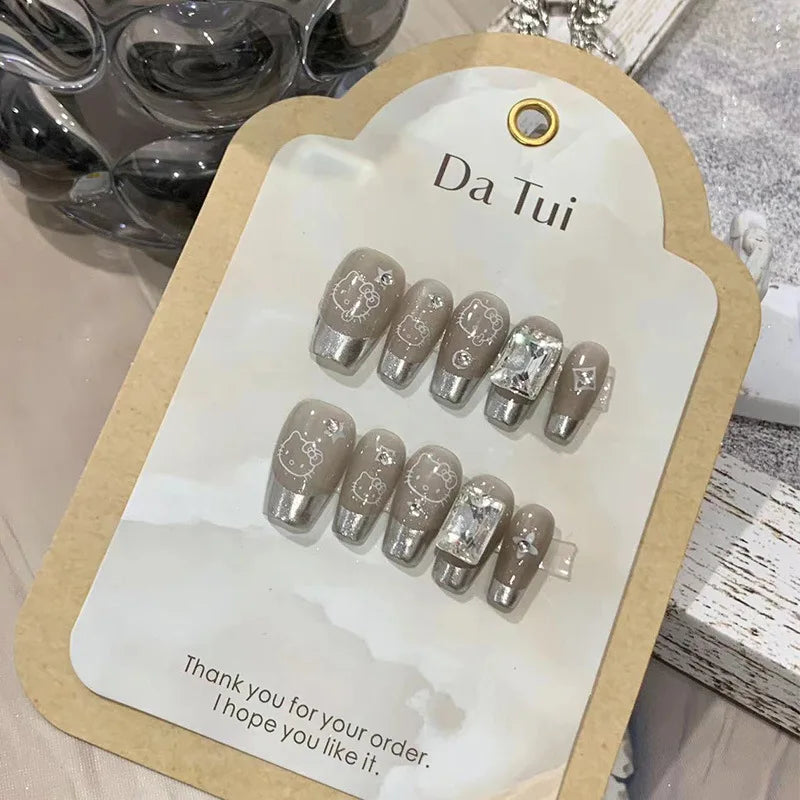 Da Tui
Thank you for your order.
I hope you like it.